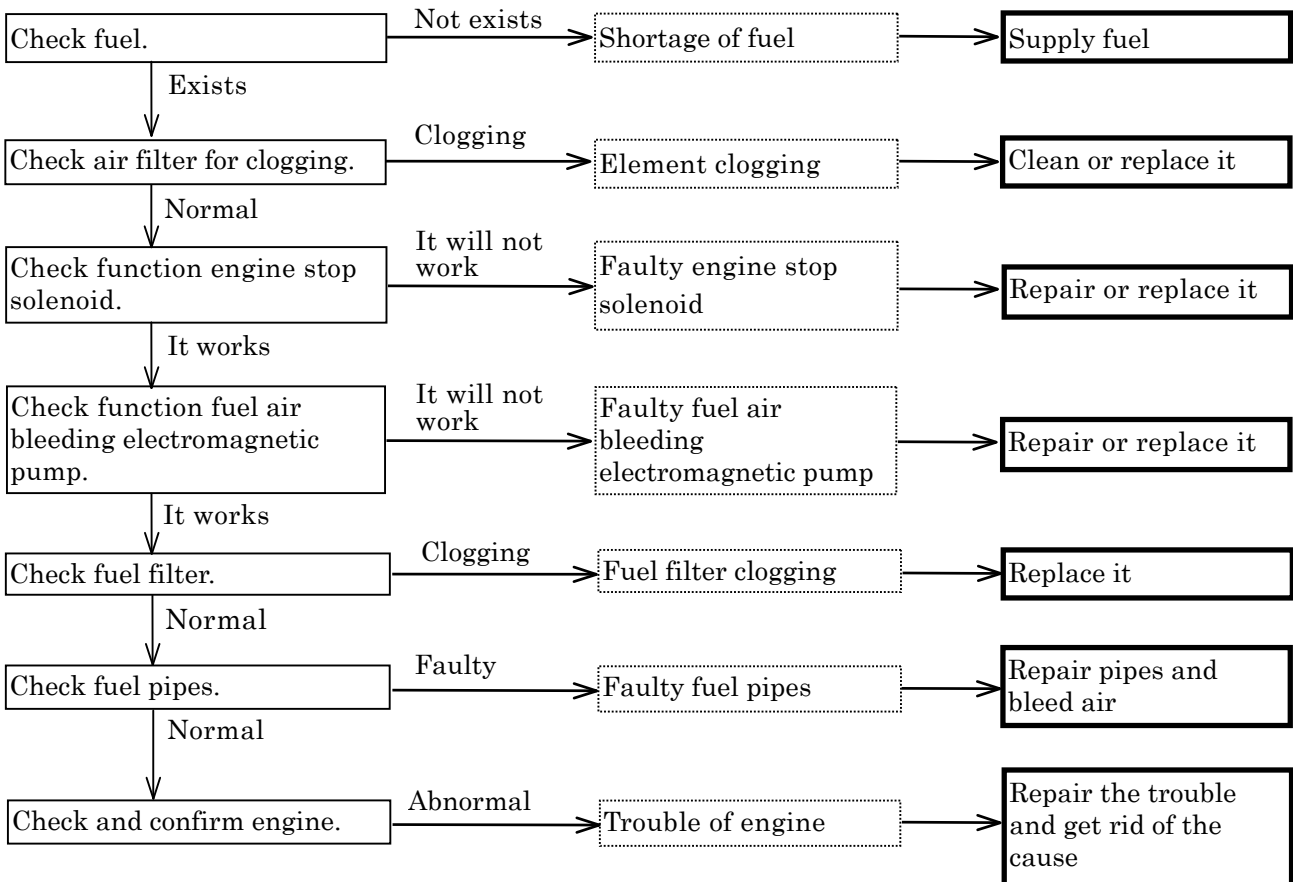 Check fuel.
Not exists
Shortage of fuel
Supply fuel
Exists
Check air filter for clogging.
Clogging
Element clogging
Clean or replace it
Normal
Check function engine stop
solenoid.
It will not
work
Faulty engine stop
solenoid
Repair or replace it
It works
Check function fuel air
bleeding electromagnetic
pump.
It will not
work
Faulty fuel air
bleeding
electromagnetic pump
Repair or replace it
It works
Check fuel filter.
Clogging
Fuel filter clogging
Replace it
Normal
Check fuel pipes.
Faulty
Faulty fuel pipes
Repair pipes and
bleed air
Normal
Check and confirm engine.
Abnormal
Trouble of engine
Repair the trouble
and get rid of the
cause